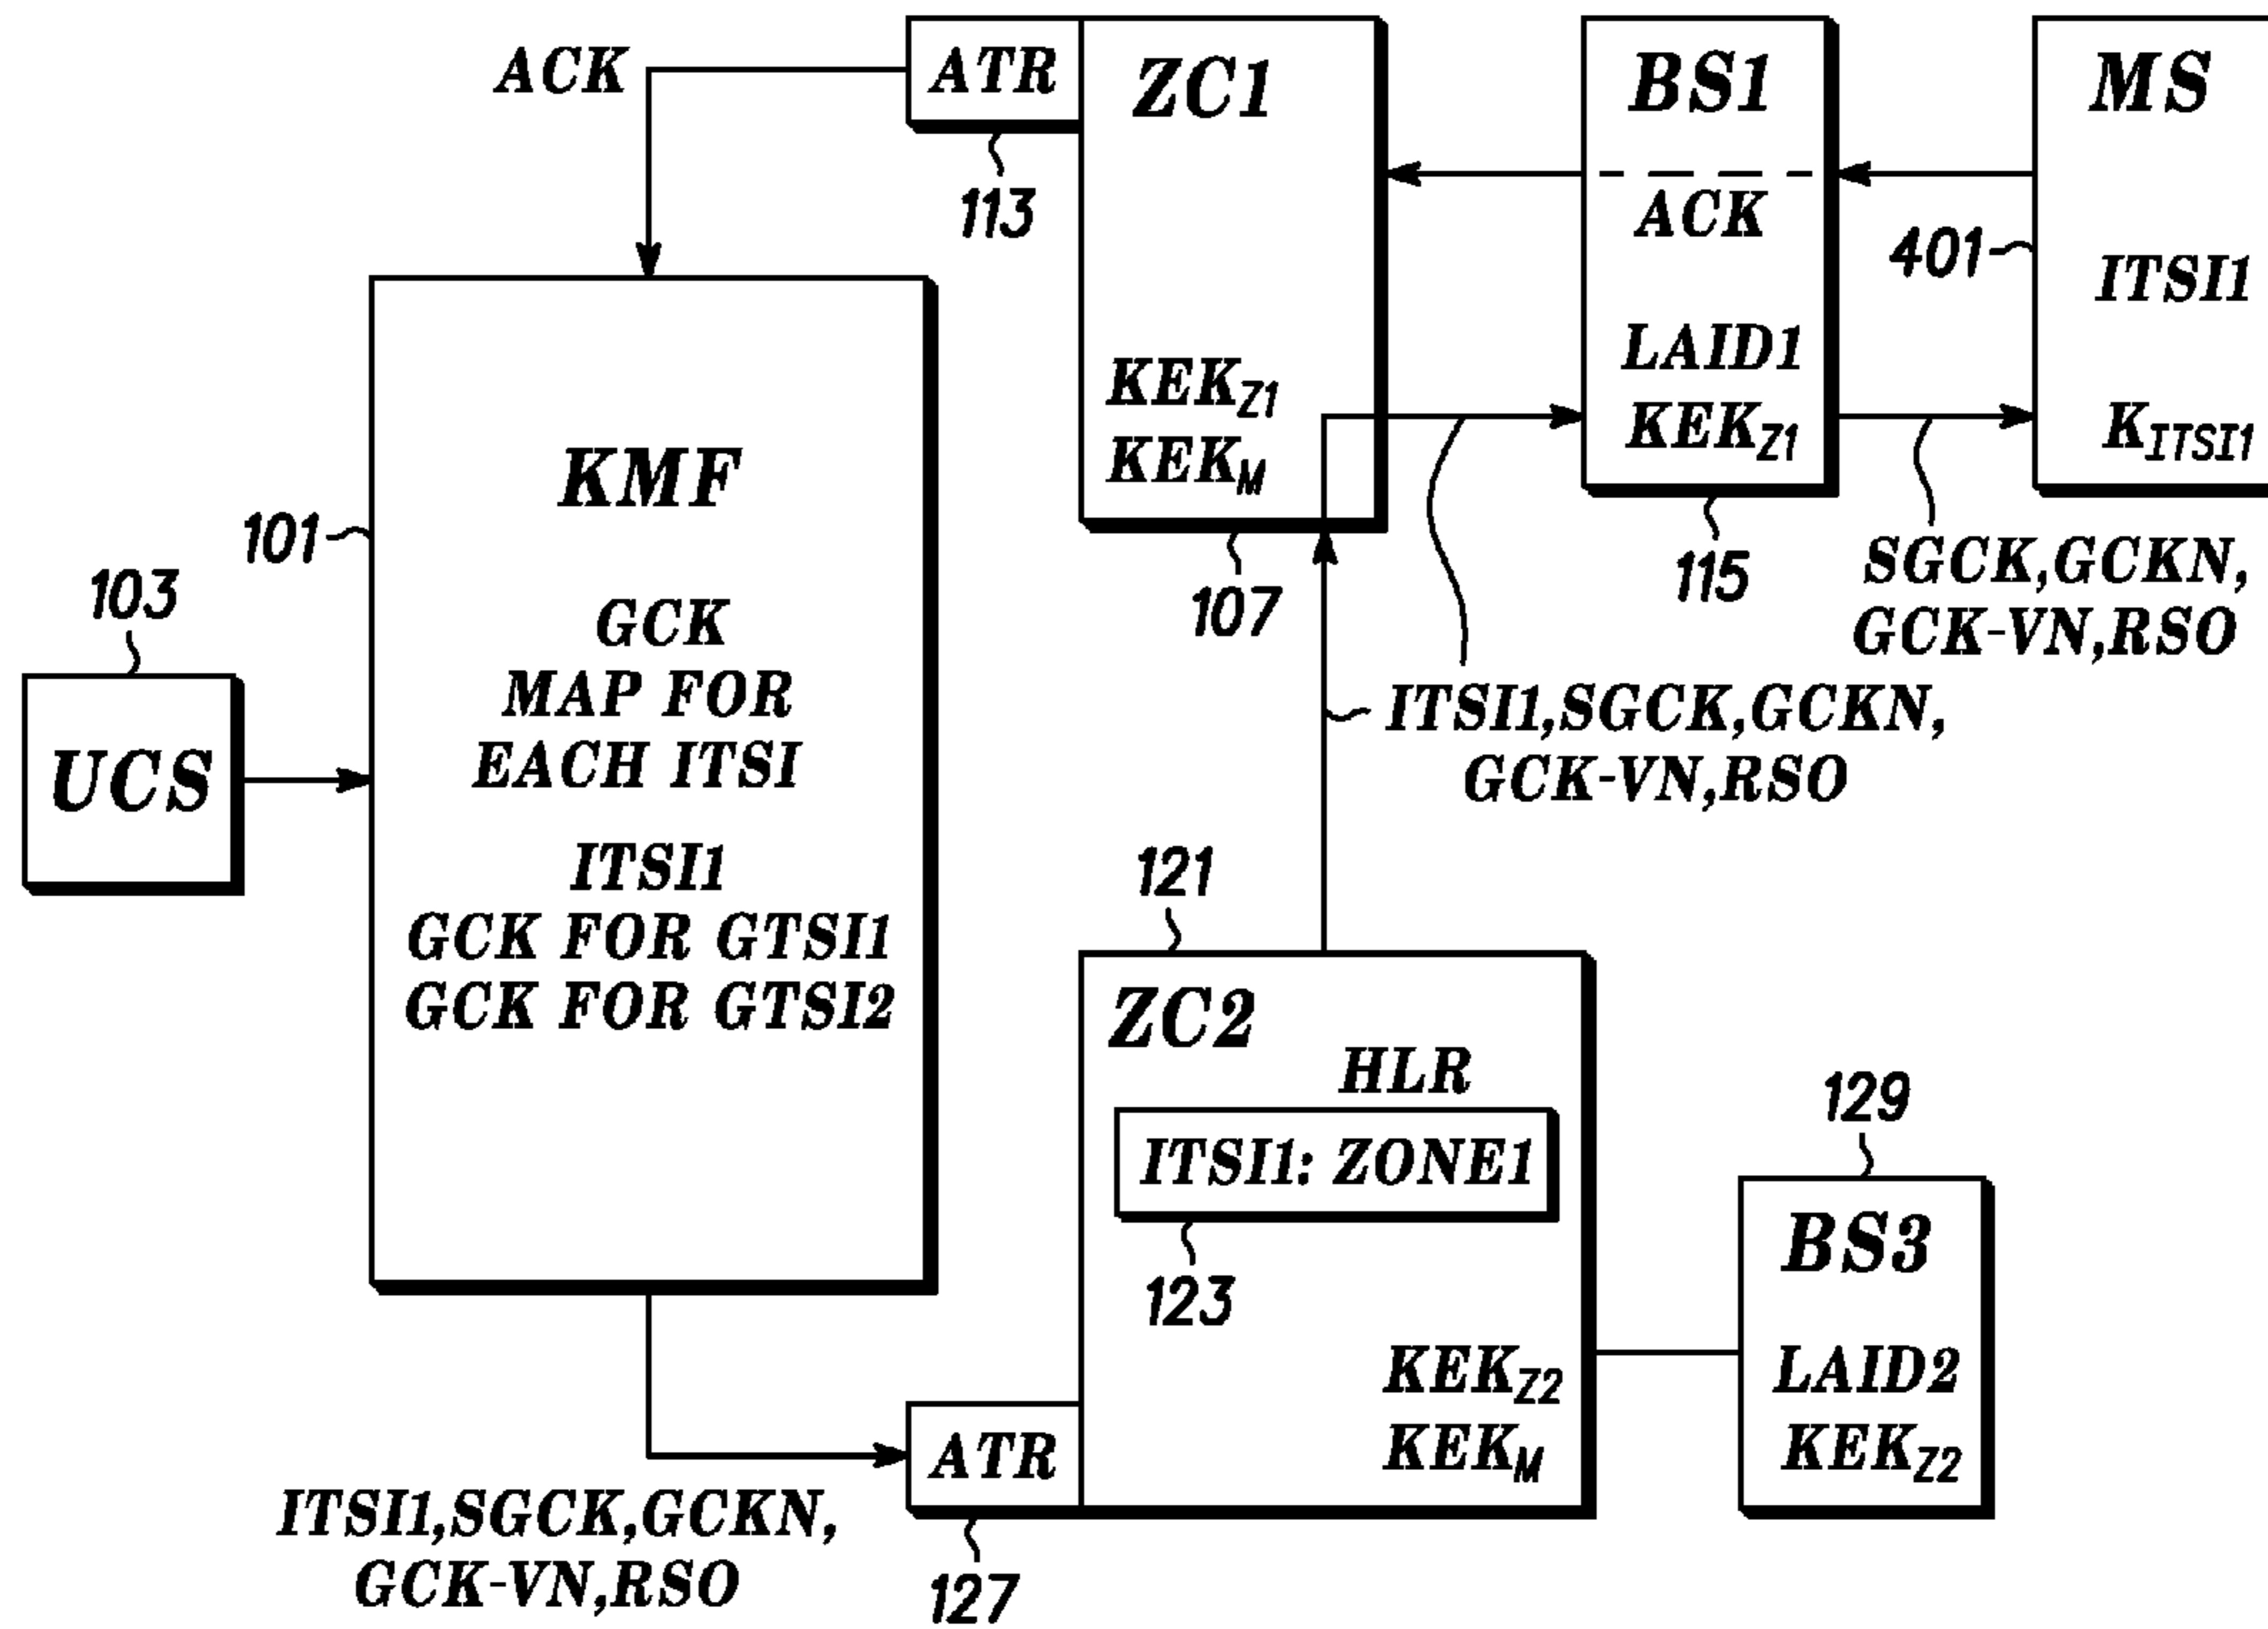 ACK
ATR
ZC1
BS1
MS
113
ACK
401
ITSI1
LAID1
KEKZ1
KEKM
KEKZ1
KITSI1
KMF
101
103
107
115
SGCK,GCKN,
GCK-VN,RSO
GCK
MAP FOR
EACH ITSI
UCS
ITSI1,SGCK,GCKN,
GCK-VN,RSO
ITSI1
GCK FOR GTSI1
GCK FOR GTSI2
121
ZC2
HLR
ITSI1: ZONE1
123
129
BS3
LAID2
KEKZ2
KEKZ2
KEKM
ATR
ITSI1,SGCK,GCKN,
GCK-VN,RSO
127